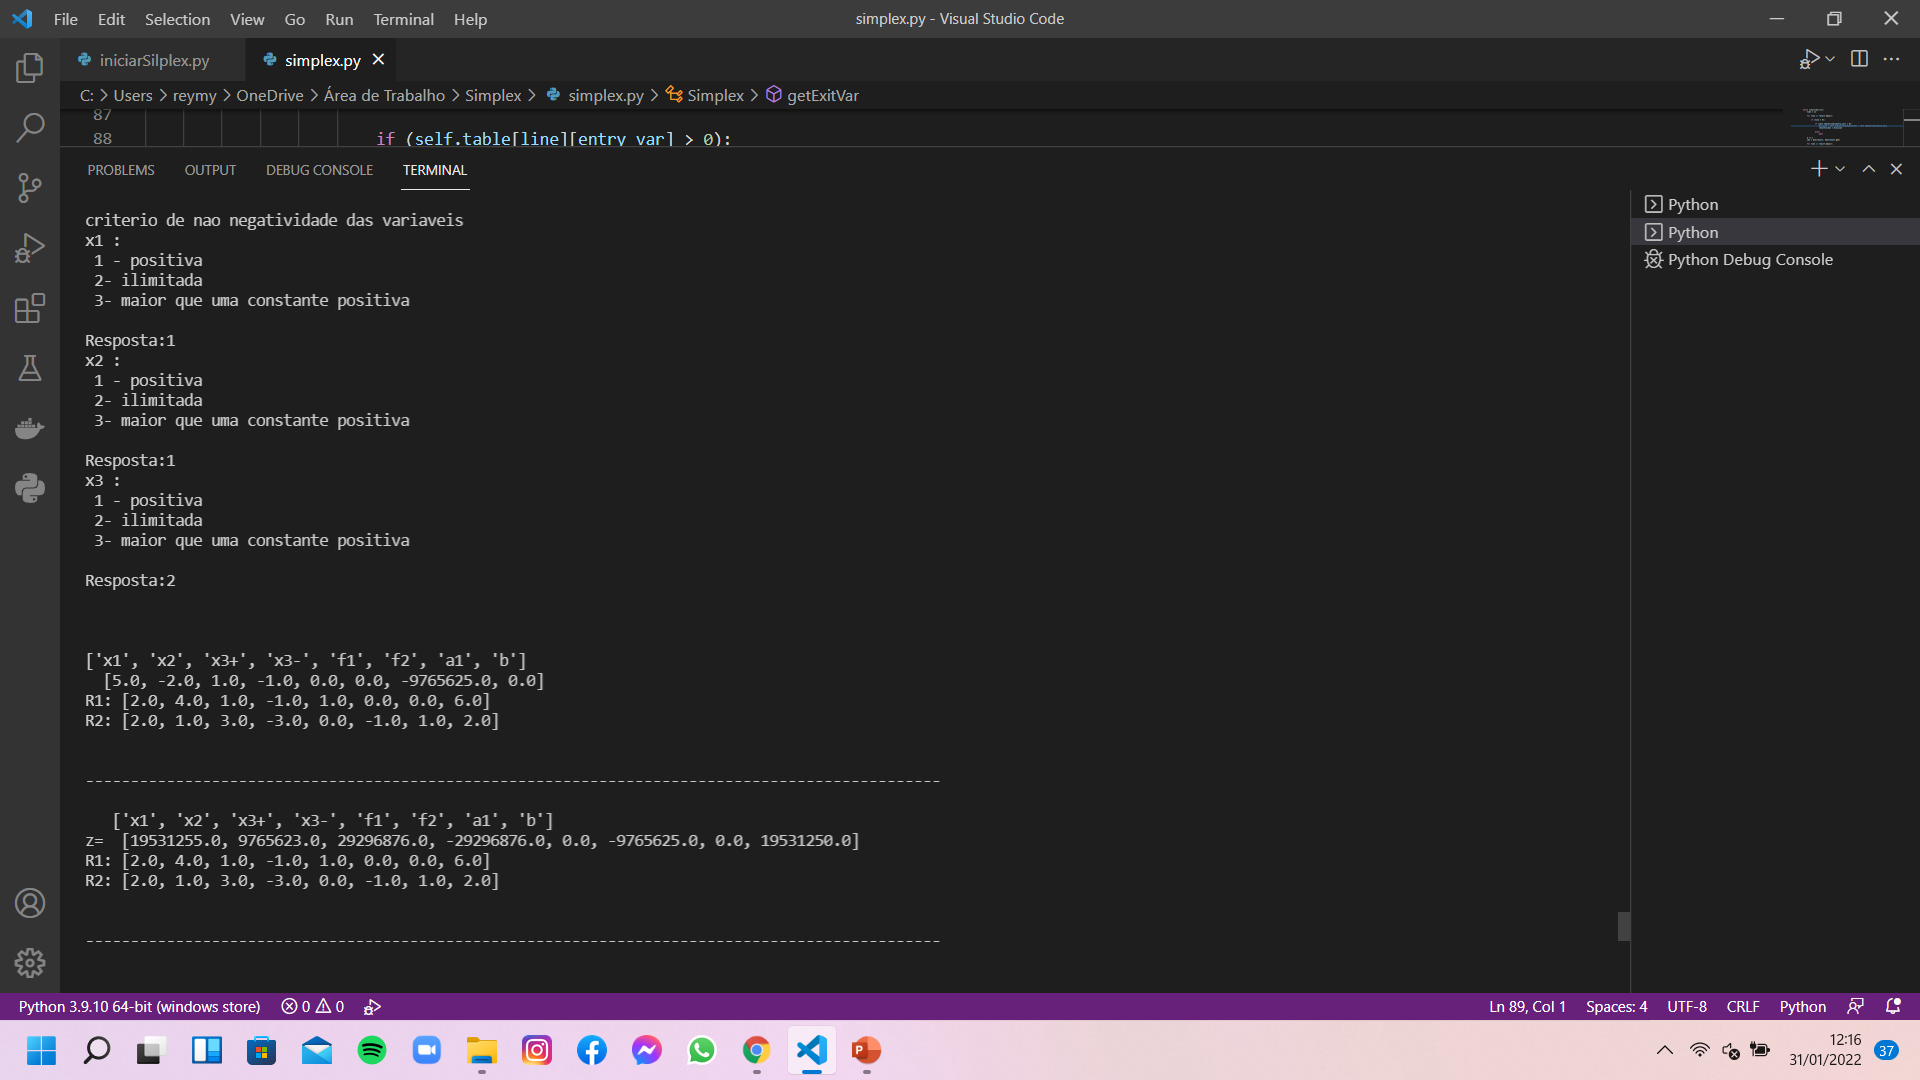 File Edit Selection View Go Run Terminal Help
simplex.py - Visual Studio Code
iniciarSilplex.py
simplex.py
C: > Users > reymy > OneDrive > Área de Trabalho > Simplex > simplex.py > Simplex > getExitVar
87
88 if (self.table[line][entry_var] > 0):
PROBLEMS OUTPUT DEBUG CONSOLE TERMINAL
criterio de nao negatividade das variaveis
x1 :
1 - positiva
2- ilimitada
3- maior que uma constante positiva
Resposta:1
x2 :
1 - positiva
2- ilimitada
3- maior que uma constante positiva
Resposta:1
x3 :
1 - positiva
2- ilimitada
3- maior que uma constante positiva
Resposta:2
['x1', 'x2', 'x3+', 'x3-', 'f1', 'f2', 'a1', 'b']
[5.0, -2.0, 1.0, -1.0, 0.0, 0.0, -9765625.0, 0.0]
R1: [2.0, 4.0, 1.0, -1.0, 1.0, 0.0, 0.0, 6.0]
R2: [2.0, 1.0, 3.0, -3.0, 0.0, -1.0, 1.0, 2.0]
-----------------------------------------------------------------------------------------------
['x1', 'x2', 'x3+', 'x3-', 'f1', 'f2', 'a1', 'b']
z= [19531255.0, 9765623.0, 29296876.0, -29296876.0, 0.0, -9765625.0, 0.0, 19531250.0]
R1: [2.0, 4.0, 1.0, -1.0, 1.0, 0.0, 0.0, 6.0]
R2: [2.0, 1.0, 3.0, -3.0, 0.0, -1.0, 1.0, 2.0]
-----------------------------------------------------------------------------------------------
Python
Python
Python Debug Console
Python 3.9.10 64-bit (windows store) 0 0
Ln 89, Col 1 Spaces: 4 UTF-8 CRLF Python
12:16
31/01/2022
37